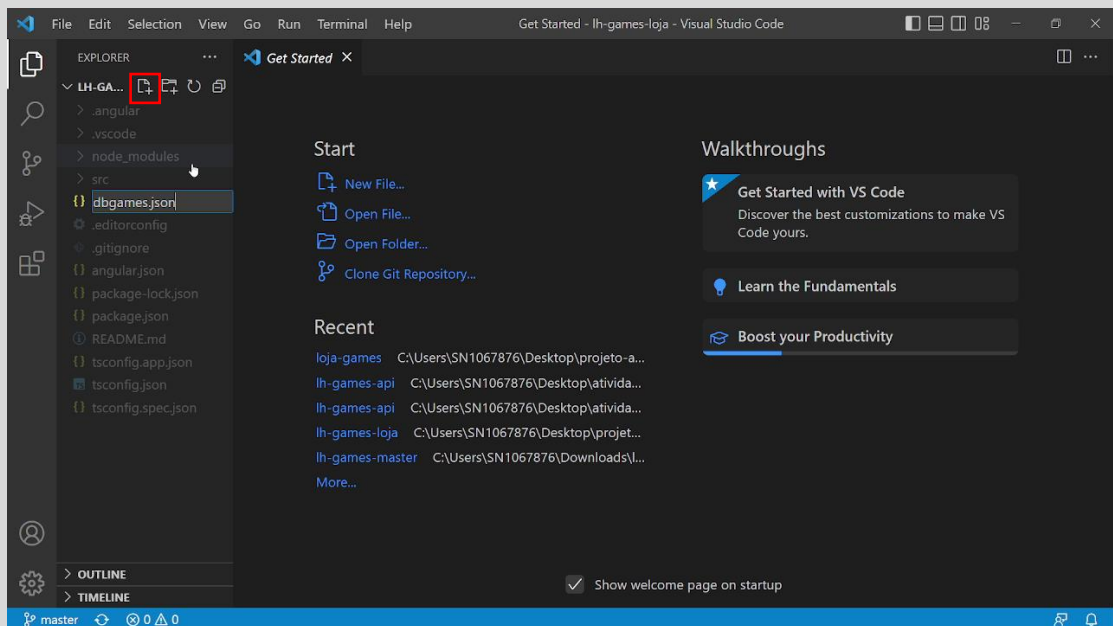 File Edit Selection View Go Run Terminal Help Get Started - lh-games-loja - Visual Studio Code
EXPLORER
Get Started
LH-GA...
.angular
.vscode
node_modules
src
dbgames.json
.editorconfig
.gitignore
angular.json
package-lock.json
package.json
README.md
tsconfig.app.json
tsconfig.json
tsconfig.spec.json
OUTLINE
TIMELINE
Start
New File...
Open File...
Open Folder...
Clone Git Repository...
Recent
loja-games C:\Users\SN1067876\Desktop\projeto-a...
lh-games-api C:\Users\SN1067876\Desktop\ativida...
lh-games-api C:\Users\SN1067876\Desktop\ativida...
lh-games-loja C:\Users\SN1067876\Desktop\projet...
lh-games-master C:\Users\SN1067876\Downloads\l...
More...
Walkthroughs
Get Started with VS Code
Discover the best customizations to make VS
Code yours.
Learn the Fundamentals
Boost your Productivity
Show welcome page on startup
master 0 0